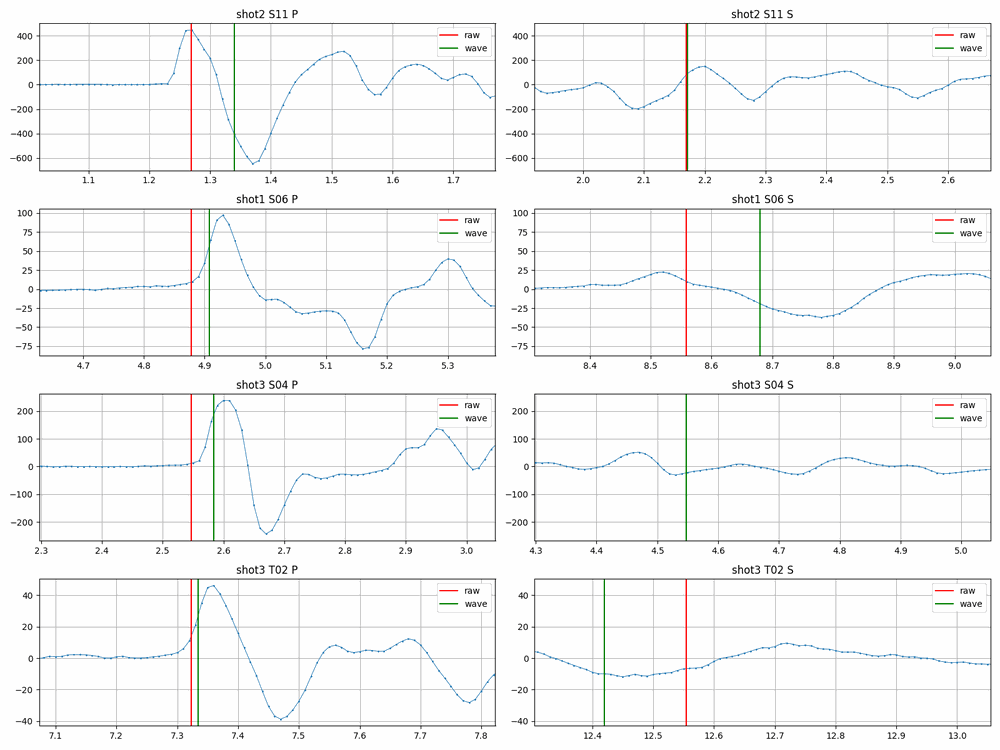 shot2 S11 P
400
200
0
−200
−400
−600
1.1 1.2 1.3 1.4 1.5 1.6 1.7
raw
wave
shot2 S11 S
400
200
0
−200
−400
−600
2.0 2.1 2.2 2.3 2.4 2.5 2.6
raw
wave
shot1 S06 P
100
75
50
25
0
−25
−50
−75
4.7 4.8 4.9 5.0 5.1 5.2 5.3
raw
wave
shot1 S06 S
100
75
50
25
0
−25
−50
−75
8.4 8.5 8.6 8.7 8.8 8.9 9.0
raw
wave
shot3 S04 P
200
100
0
−100
−200
2.3 2.4 2.5 2.6 2.7 2.8 2.9 3.0
raw
wave
shot3 S04 S
200
100
0
−100
−200
4.3 4.4 4.5 4.6 4.7 4.8 4.9 5.0
raw
wave
shot3 T02 P
40
20
0
−20
−40
7.1 7.2 7.3 7.4 7.5 7.6 7.7 7.8
raw
wave
shot3 T02 S
40
20
0
−20
−40
12.4 12.5 12.6 12.7 12.8 12.9 13.0
raw
wave